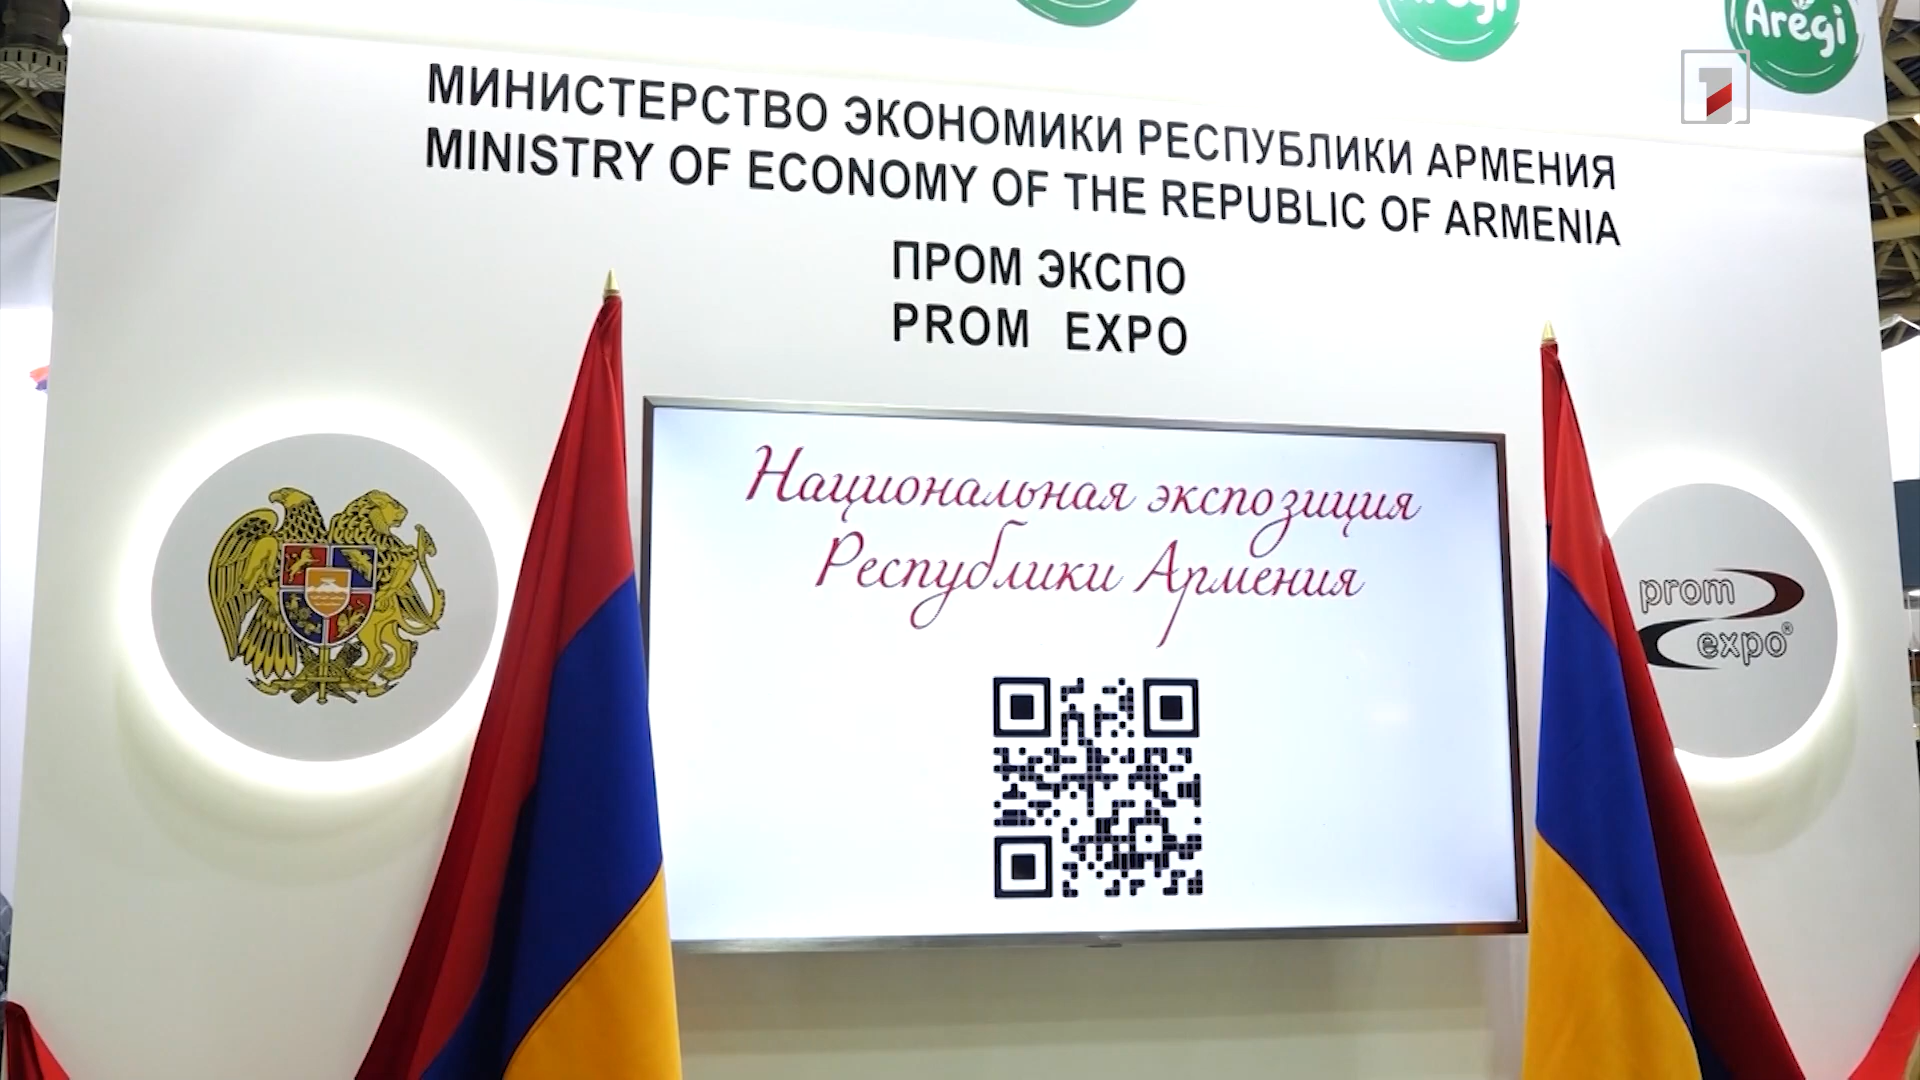 Aregi
Aregi
МИНИСТЕРСТВО ЭКОНОМИКИ РЕСПУБЛИКИ АРМЕНИЯ
MINISTRY OF ECONOMY OF THE REPUBLIC OF ARMENIA
ПРОМ ЭКСПО
PROM EXPO
Национальная экспозиция
Республики Армения
prom
expo®